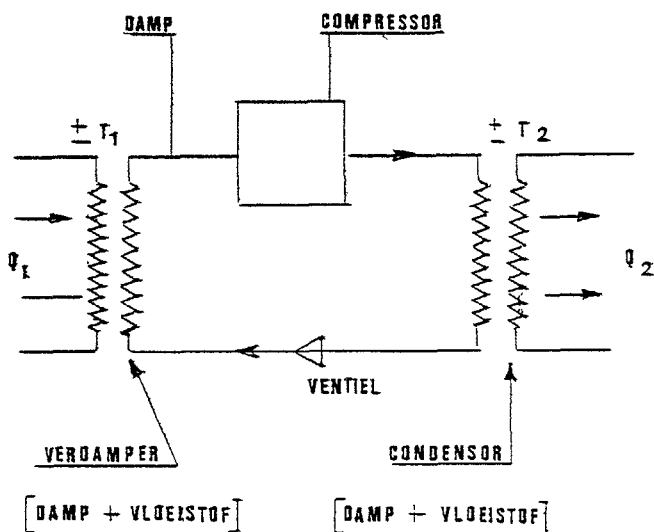 DAMP COMPRESSOR
± T1 ± T2
Q1 Q2
VENTIEL
VERDAMPER CONDENSOR
[DAMP + VLOEISTOF] [DAMP + VLOEISTOF]